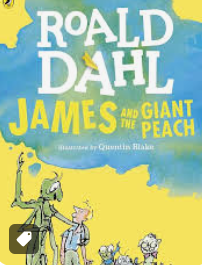 ROALD
DAHL
JAMES AND THE GIANT PEACH
Illustrated by Quentin Blake